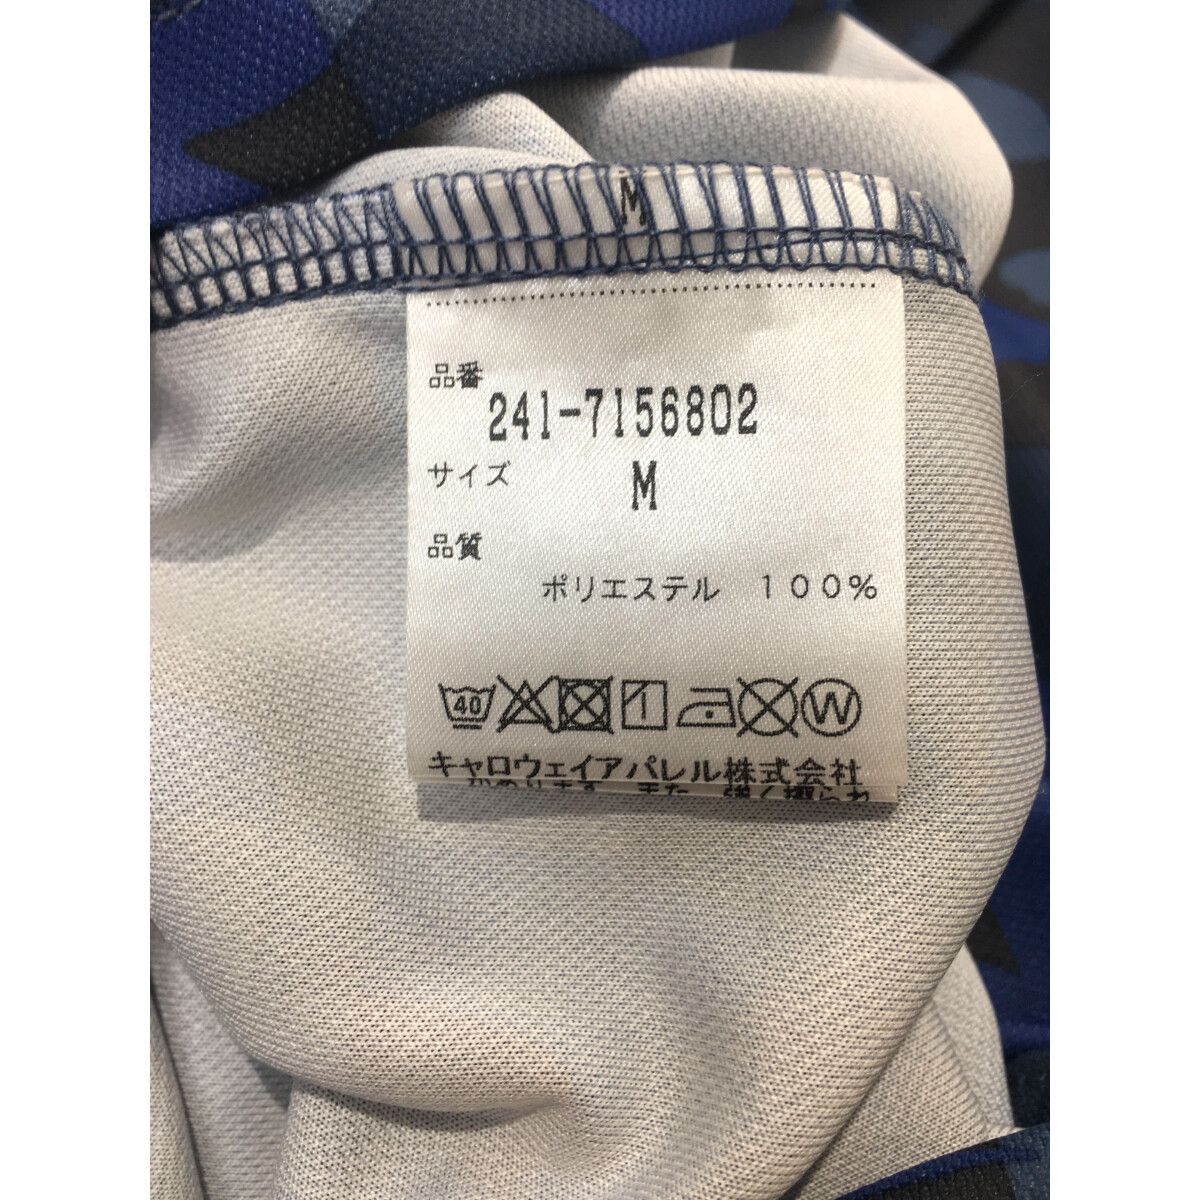 M
品番
241-7156802
サイズ
M
品質
ポリエステル 100%
40 W
キャロウェイアパレル株式会社